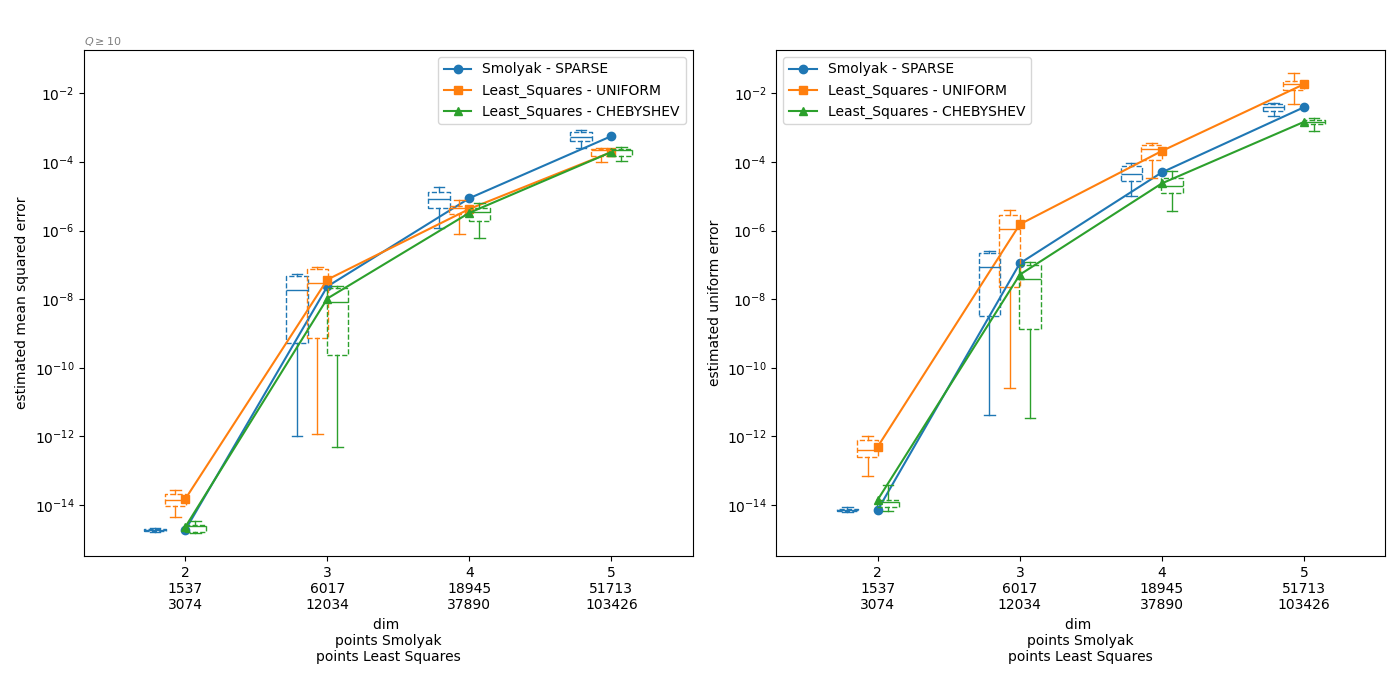 Q ≥ 10
Smolyak - SPARSE
Least_Squares - UNIFORM
Least_Squares - CHEBYSHEV
estimated mean squared error
10⁻²
10⁻⁴
10⁻⁶
10⁻⁸
10⁻¹⁰
10⁻¹²
10⁻¹⁴
2 3 4 5
1537 6017 18945 51713
3074 12034 37890 103426
dim
points Smolyak
points Least Squares
Smolyak - SPARSE
Least_Squares - UNIFORM
Least_Squares - CHEBYSHEV
estimated uniform error
10⁻²
10⁻⁴
10⁻⁶
10⁻⁸
10⁻¹⁰
10⁻¹²
10⁻¹⁴
2 3 4 5
1537 6017 18945 51713
3074 12034 37890 103426
dim
points Smolyak
points Least Squares